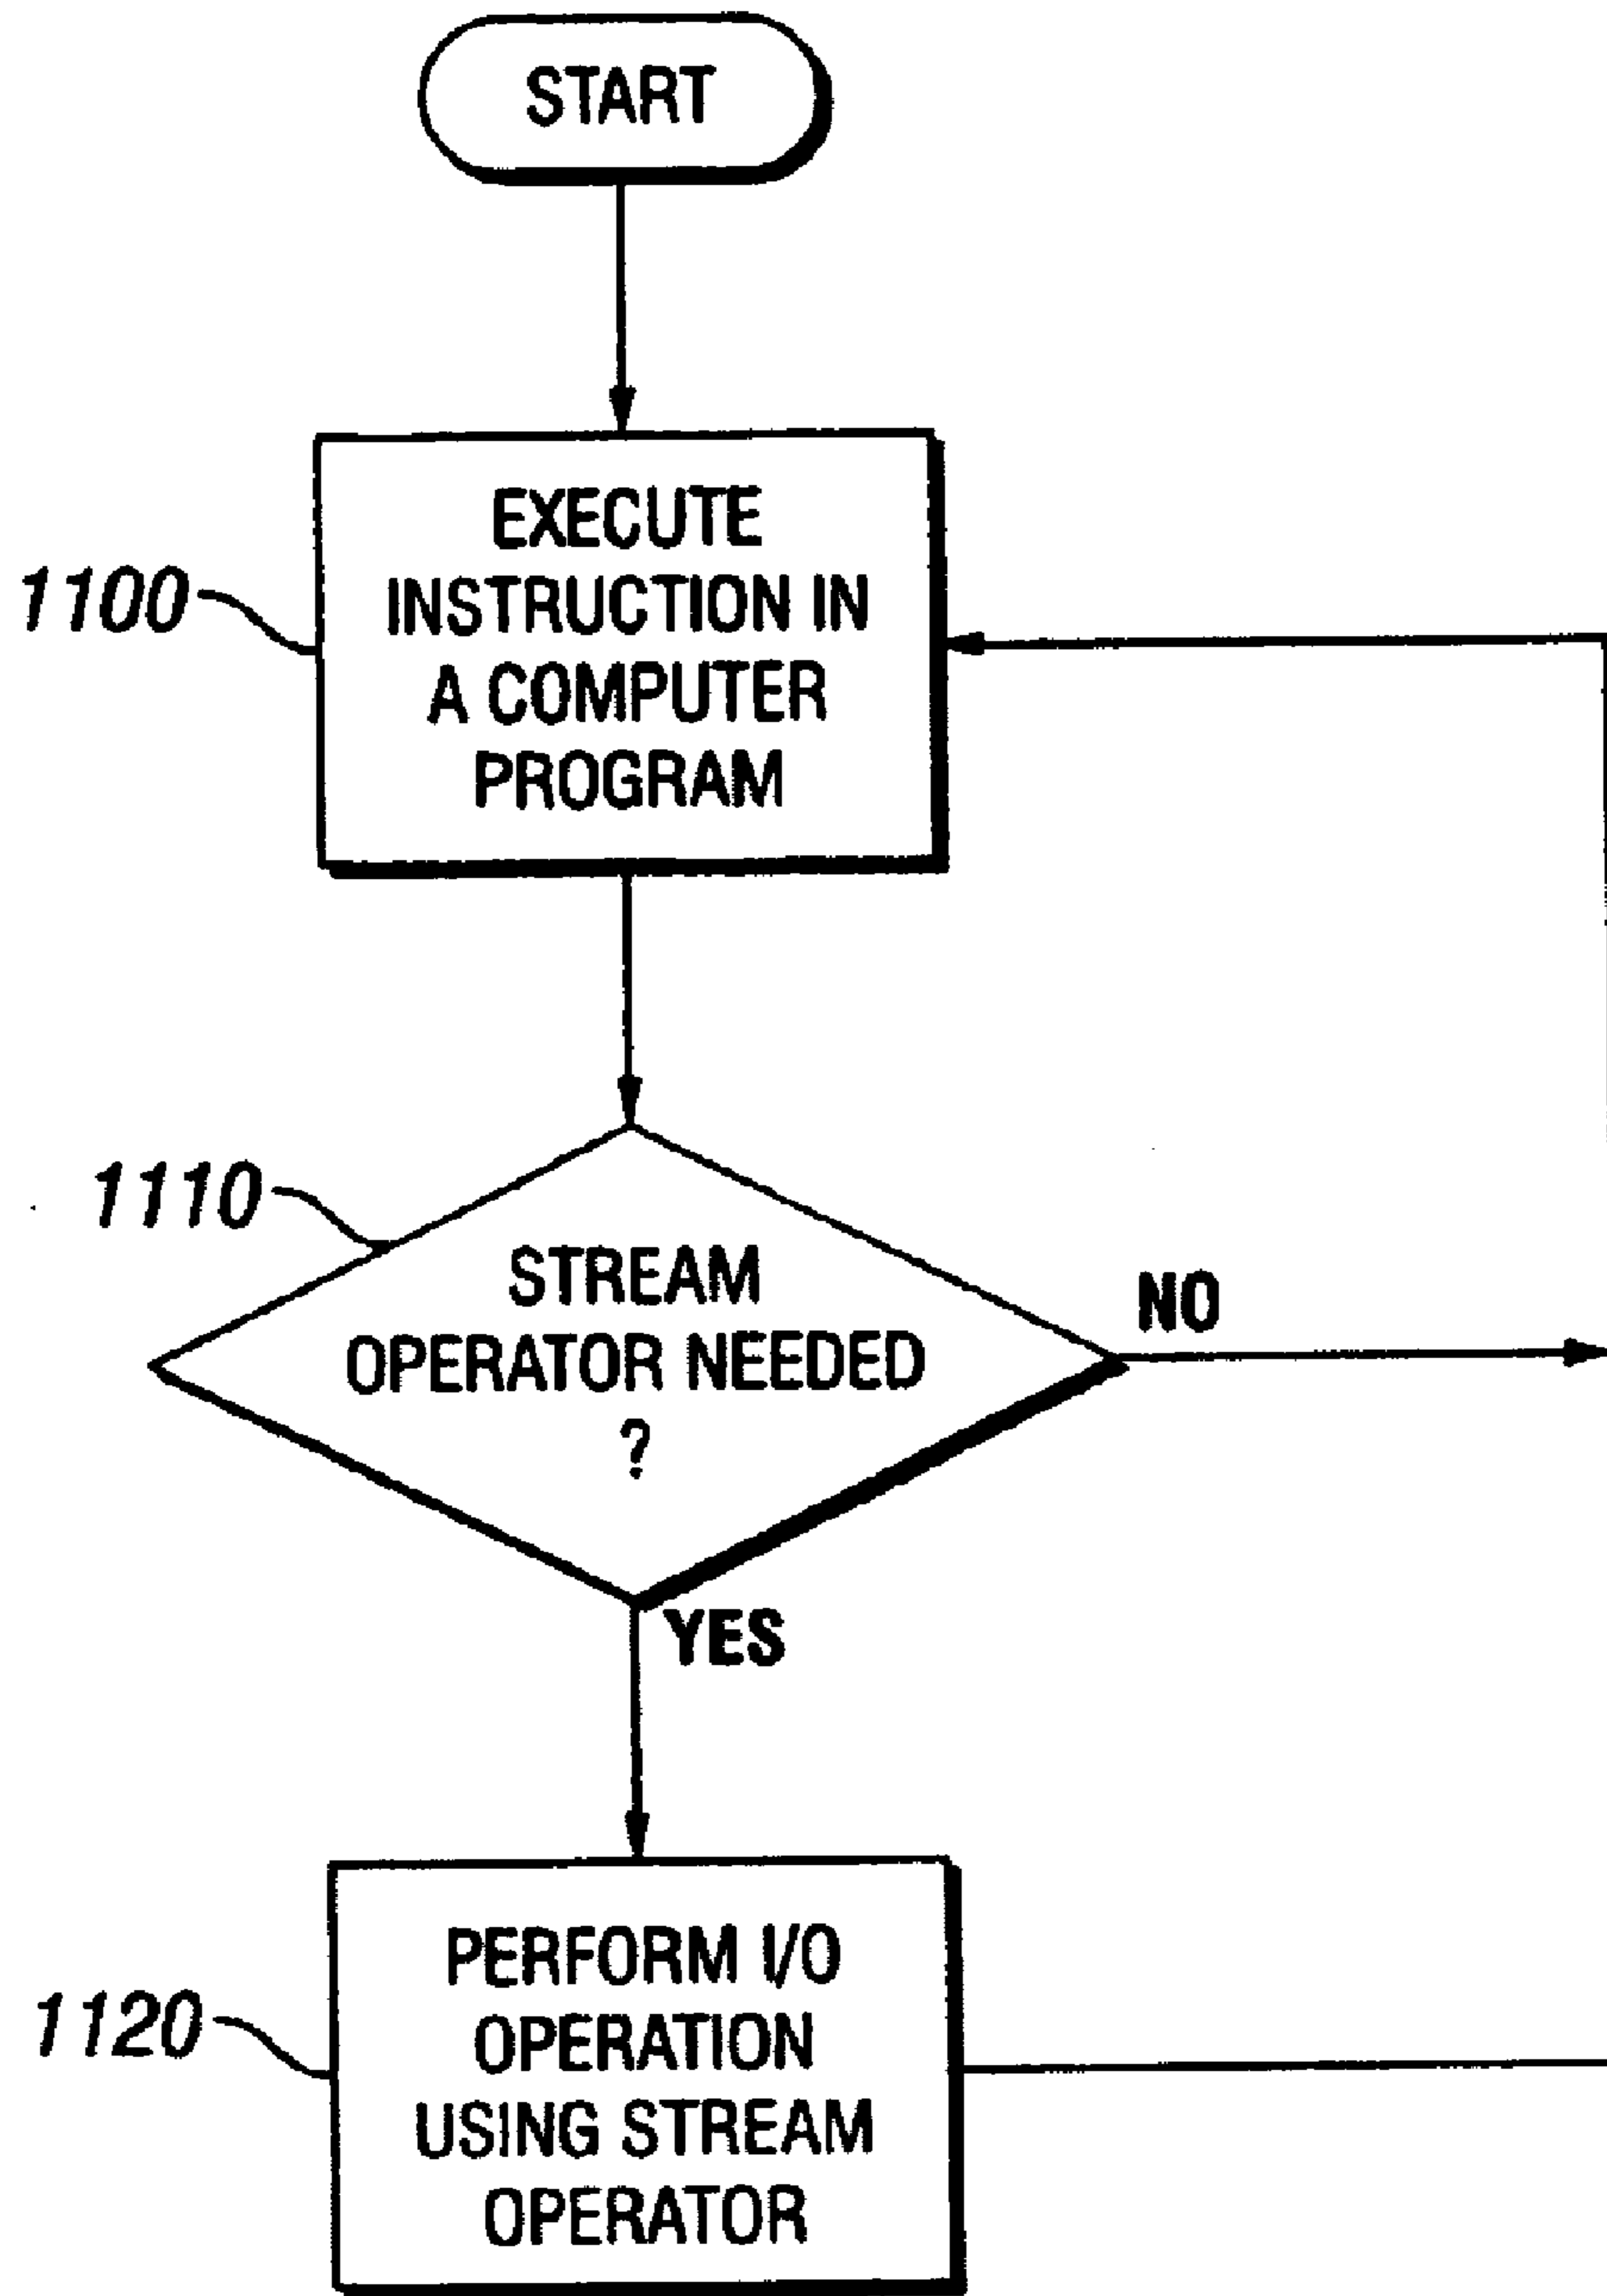 START
1100
EXECUTE
INSTRUCTION IN
A COMPUTER
PROGRAM
1110
STREAM
OPERATOR NEEDED
?
NO
YES
1120
PERFORM I/O
OPERATION
USING STREAM
OPERATOR